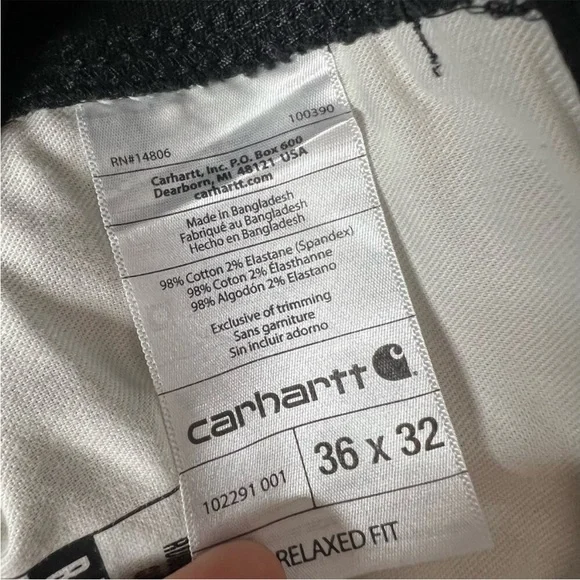 RN#14806 100390
Carhartt, Inc. P.O. Box 600
Dearborn, MI 48121 USA
carhartt.com
Made in Bangladesh
Fabriqué au Bangladesh
Hecho en Bangladesh
98% Cotton 2% Elastane (Spandex)
98% Coton 2% Élasthanne
98% Algodón 2% Elastano
Exclusive of trimming
Sans garniture
Sin incluir adorno
carhartt
102291 001
36 x 32
RELAXED FIT